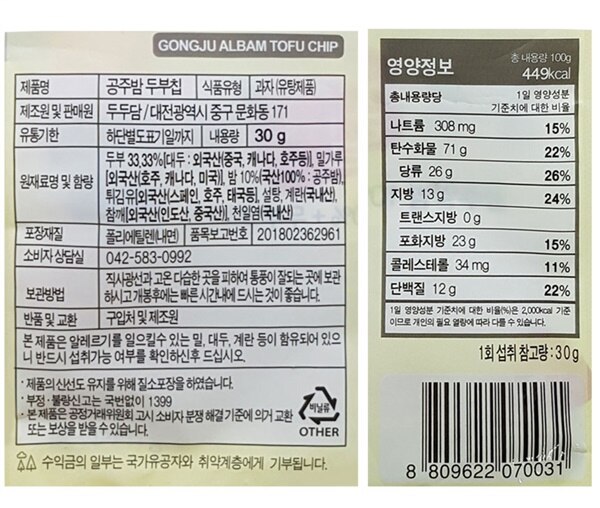 GONGJU ALBAM TOFU CHIP
제품명 공주밤 두부칩 식품유형 과자 (유탕제품)
제조원 및 판매원 두두담 / 대전광역시 중구 문화동 171
유통기한 하단별도표기일까지 내용량 30 g
원재료명 및 함량
두부 33,33%[대두 : 외국산(중국, 캐나다, 호주등)], 밀가루
[외국산(호주, 캐나다, 미국)], 밤 10%(국산100% : 공주밤),
튀김유[외국산(스페인, 호주, 태국등)], 설탕, 계란(국내산),
참깨[외국산(인도산, 중국산)], 천일염(국내산)
포장재질 폴리에틸렌(내면) 품목보고번호 201802362961
소비자 상담실 042-583-0992
보관방법
직사광선과 고온 다습한 곳을 피하여 통풍이 잘되는 곳에 보관
하시고 개봉후에는 빠른 시간내에 드시는 것이 좋습니다.
반품 및 교환 구입처 및 제조원
본 제품은 알레르기를 일으킬수 있는 밀, 대두, 계란 등이 함유되어 있으
니 반드시 섭취가능 여부를 확인하신후 드십시오.
· 제품의 신선도 유지를 위해 질소포장을 하였습니다.
· 부정 · 불량신고는 국번없이 1399
· 본 제품은 공정거래위원회 고시 소비자 분쟁 해결 기준에 의거 교환
또는 보상을 받을 수 있습니다.
비닐류
OTHER
수익금의 일부는 국가유공자와 취약계층에게 기부됩니다.
영양정보
총 내용량 100g
449kcal
총내용량당 1일 영양성분
기준치에 대한 비율
나트륨 308 mg 15%
탄수화물 71 g 22%
당류 26 g 26%
지방 13 g 24%
트랜스지방 0 g
포화지방 23 g 15%
콜레스테롤 34 mg 11%
단백질 12 g 22%
1일 영양성분 기준치에 대한 비율(%)은 2,000kcal 기준
이므로 개인의 필요 열량에 따라 다를 수 있습니다.
1회 섭취 참고량 : 30g
8 809622 070031